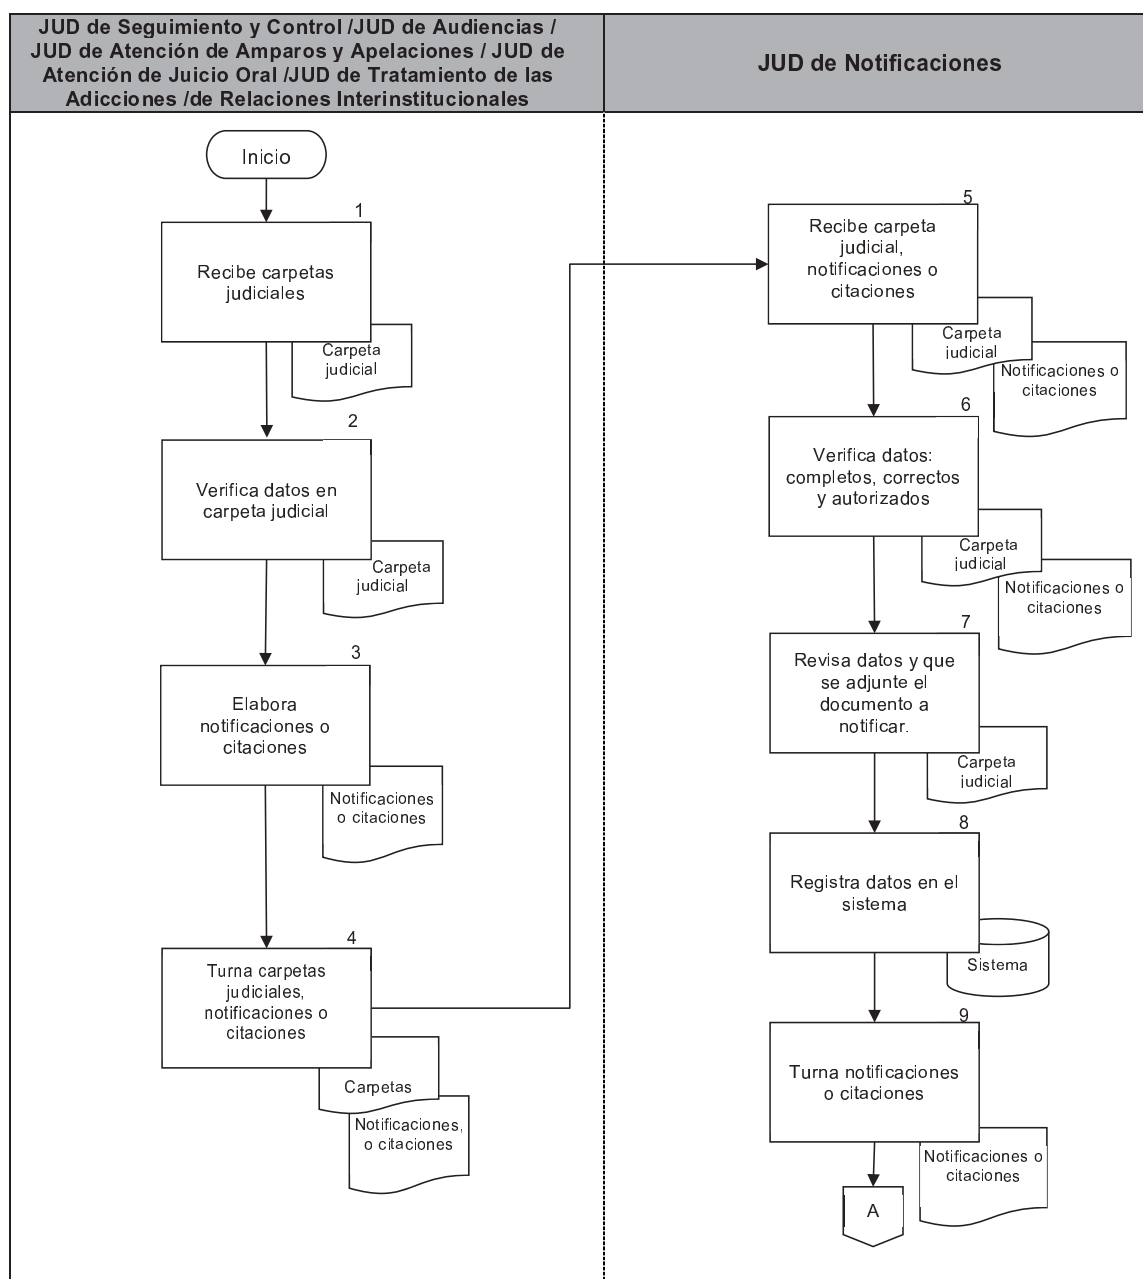 JUD de Seguimiento y Control /JUD de Audiencias /
JUD de Atención de Amparos y Apelaciones / JUD de
Atención de Juicio Oral /JUD de Tratamiento de las
Adicciones /de Relaciones Interinstitucionales
JUD de Notificaciones
Inicio
1
Recibe carpetas
judiciales
Carpeta
judicial
2
Verifica datos en
carpeta judicial
Carpeta
judicial
3
Elabora
notificaciones o
citaciones
Notificaciones
o citaciones
4
Turna carpetas
judiciales,
notificaciones o
citaciones
Carpetas
Notificaciones,
o citaciones
5
Recibe carpeta
judicial,
notificaciones o
citaciones
Carpeta
judicial
Notificaciones o
citaciones
6
Verifica datos:
completos, correctos
y autorizados
Carpeta
judicial
Notificaciones o
citaciones
7
Revisa datos y que
se adjunte el
documento a
notificar.
Carpeta
judicial
8
Registra datos en el
sistema
Sistema
9
Turna notificaciones
o citaciones
Notificaciones o
citaciones
A